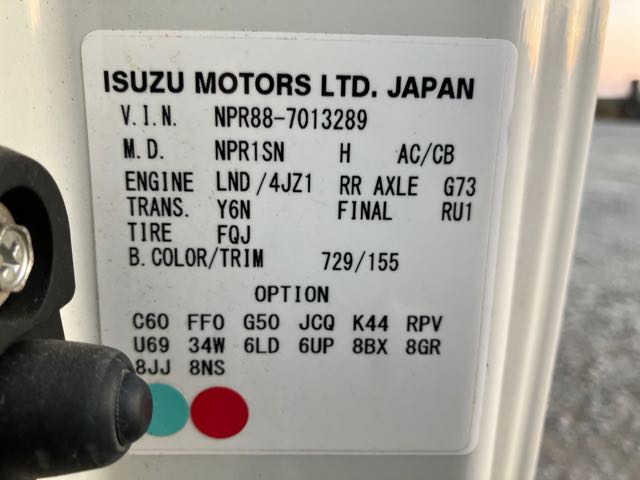 ISUZU MOTORS LTD. JAPAN
V.I.N. NPR88-7013289
M.D. NPR1SN H AC/CB
ENGINE LND/4JZ1 RR AXLE G73
TRANS. Y6N FINAL RU1
TIRE FQJ
B.COLOR/TRIM 729/155
OPTION
C60 FF0 G50 JCQ K44 RPV
U69 34W 6LD 6UP 8BX 8GR
8JJ 8NS